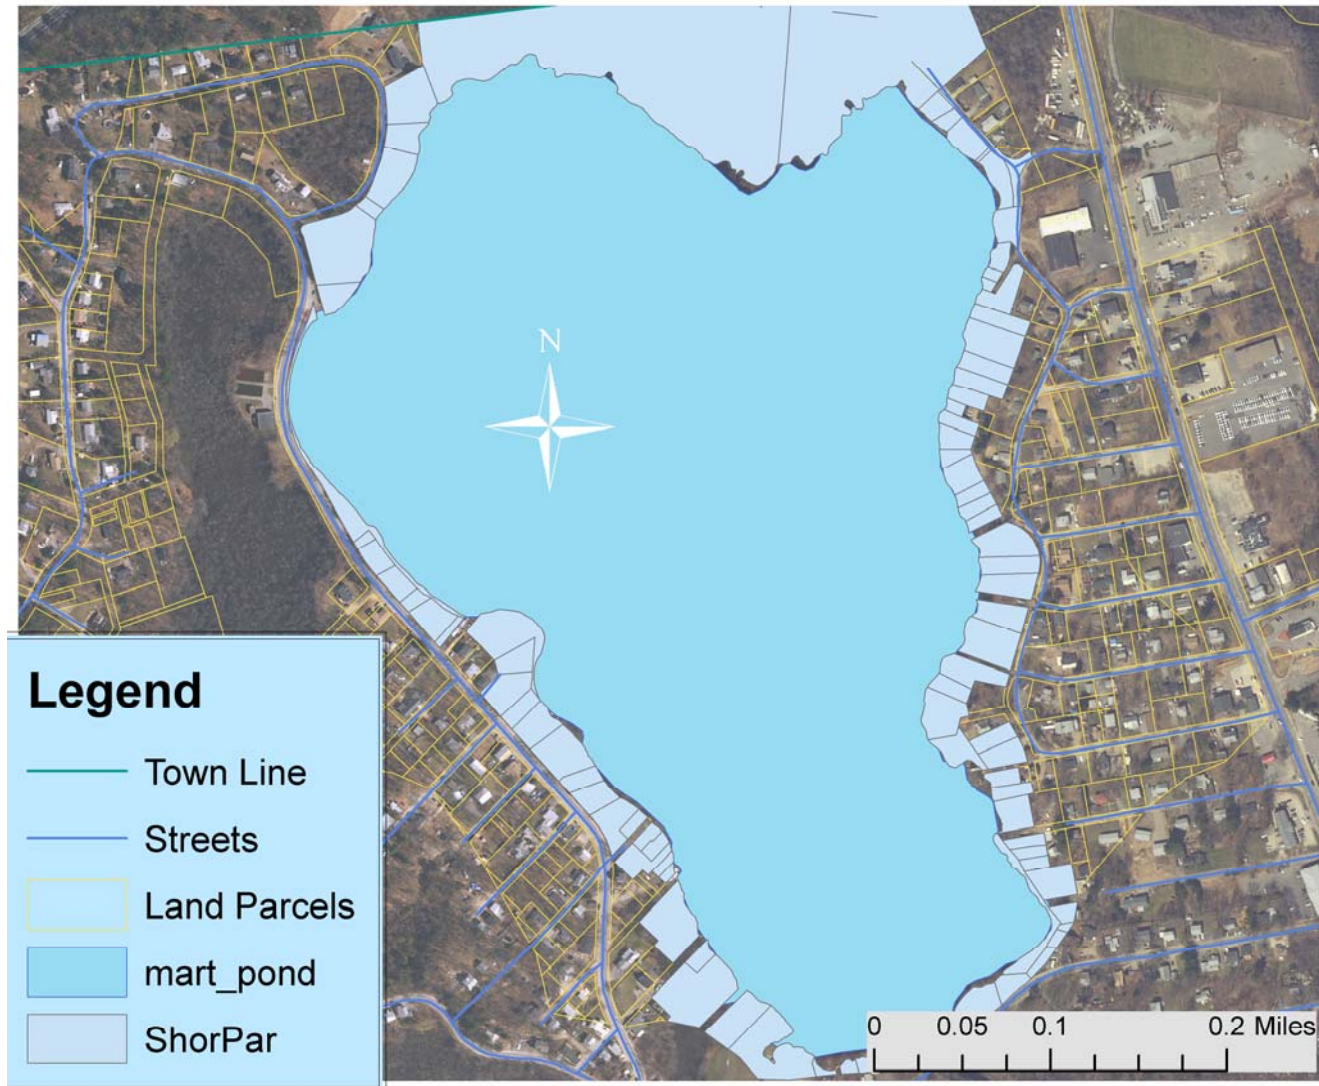 N
Legend
Town Line
Streets
Land Parcels
mart_pond
ShorPar
0 0.05 0.1 0.2 Miles